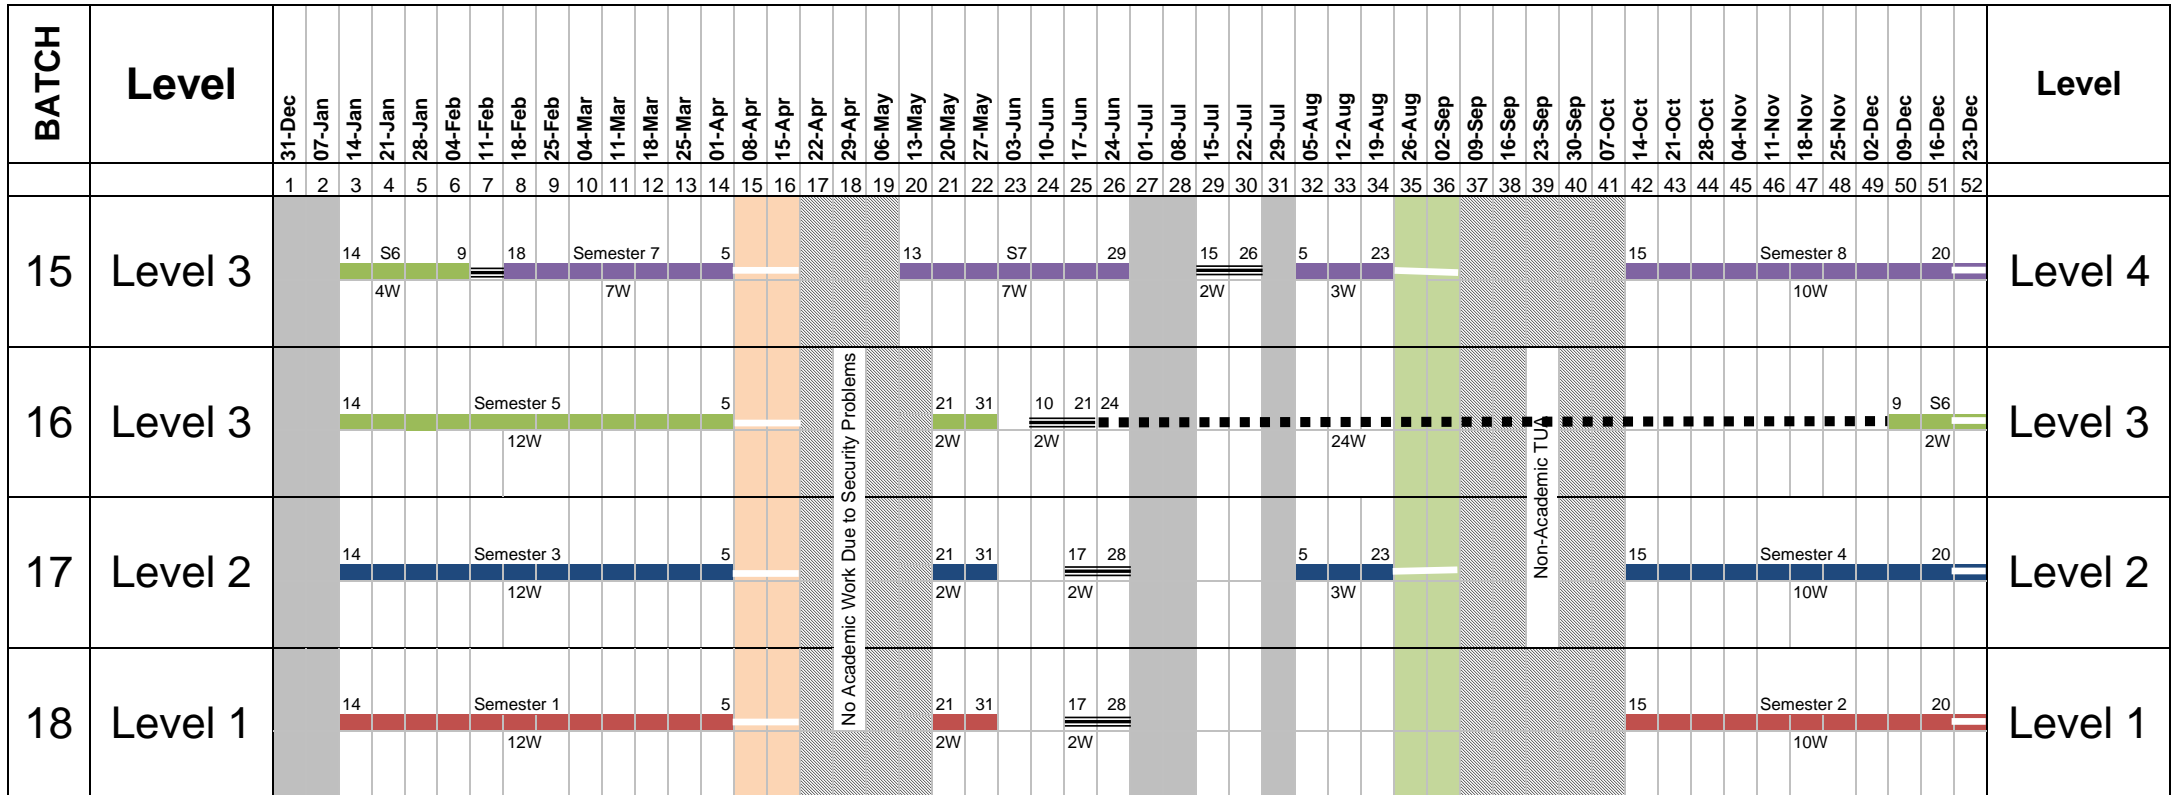 BATCH Level 31-Dec 07-Jan 14-Jan 21-Jan 28-Jan 04-Feb 11-Feb 18-Feb 25-Feb 04-Mar 11-Mar 18-Mar 25-Mar 01-Apr 08-Apr 15-Apr 22-Apr 29-Apr 06-May 13-May 20-May 27-May 03-Jun 10-Jun 17-Jun 24-Jun 01-Jul 08-Jul 15-Jul 22-Jul 29-Jul 05-Aug 12-Aug 19-Aug 26-Aug 02-Sep 09-Sep 16-Sep 23-Sep 30-Sep 07-Oct 14-Oct 21-Oct 28-Oct 04-Nov 11-Nov 18-Nov 25-Nov 02-Dec 09-Dec 16-Dec 23-Dec Level
1 2 3 4 5 6 7 8 9 10 11 12 13 14 15 16 17 18 19 20 21 22 23 24 25 26 27 28 29 30 31 32 33 34 35 36 37 38 39 40 41 42 43 44 45 46 47 48 49 50 51 52
14 S6 9 18 Semester 7 5 13 S7 29 15 26 5 23 15 Semester 8 20
15 Level 3 Level 4
4W 7W 7W 2W 3W 10W
14 Semester 5 5 21 31 10 21 24 9 S6
16 Level 3 Level 3
12W 2W 2W 24W 2W
No Academic Work Due to Security Problems
Non-Academic TUA
14 Semester 3 5 21 31 17 28 5 23 15 Semester 4 20
17 Level 2 Level 2
12W 2W 2W 3W 10W
14 Semester 1 5 21 31 17 28 15 Semester 2 20
18 Level 1 Level 1
12W 2W 2W 10W